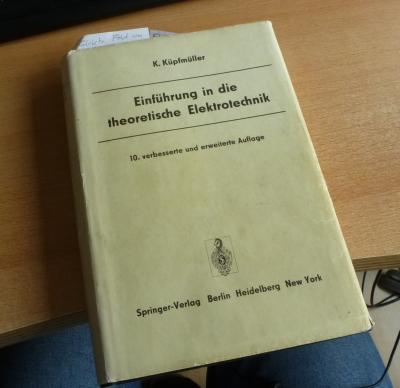 K. Küpfmüller
Einführung in die
theoretische Elektrotechnik
10. verbesserte und erweiterte Auflage
Springer-Verlag Berlin Heidelberg New York